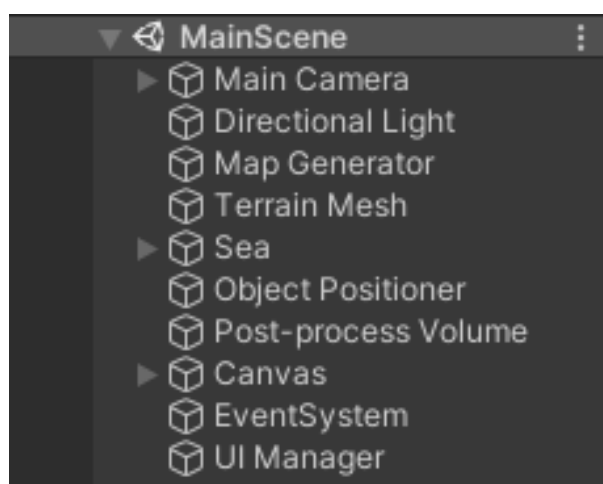 MainScene
Main Camera
Directional Light
Map Generator
Terrain Mesh
Sea
Object Positioner
Post-process Volume
Canvas
EventSystem
UI Manager